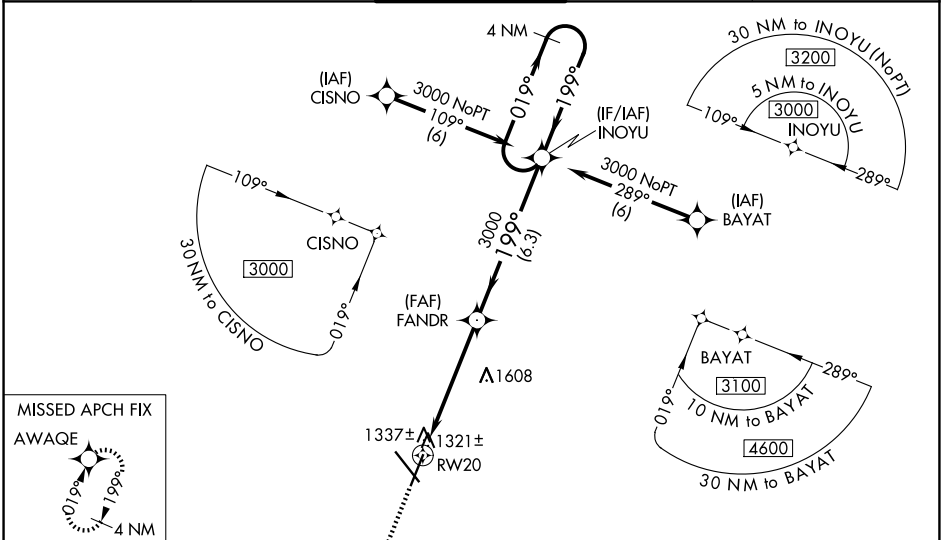 4 NM
019°
199°
(IAF)
CISNO
3000 NoPT
109°
(6)
(IF/IAF)
INOYU
30 NM to INOYU (NoPT)
3200
5 NM to INOYU
3000
INOYU
109°
289°
3000 NoPT
289°
(6)
(IAF)
BAYAT
109°
CISNO
3000
30 NM to CISNO
019°
3000
199°
(6.3)
(FAF)
FANDR
1608
BAYAT
3100
10 NM to BAYAT
4600
30 NM to BAYAT
289°
019°
MISSED APCH FIX
AWAQE
019°
199°
4 NM
1337±
1321±
RW20